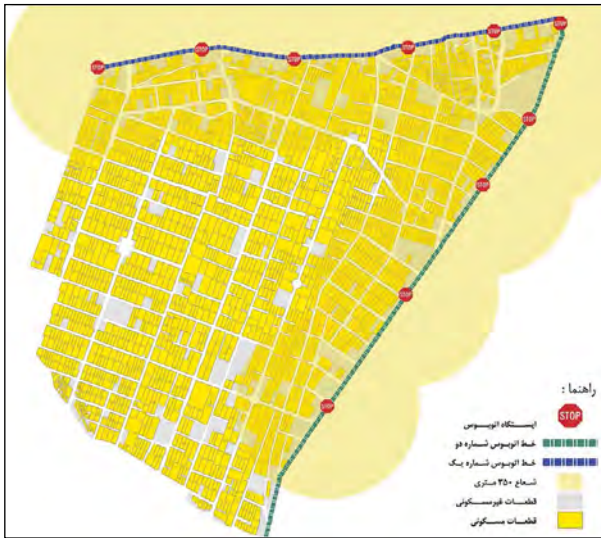 STOP
STOP
STOP
STOP
STOP
STOP
STOP
STOP
STOP
STOP
راهنما :
STOP
ایستگاه اتوبوس
خط اتوبوس شماره دو
خط اتوبوس شماره یک
شعاع ۳۵۰ متری
قطعات غیرمسکونی
قطعات مسکونی